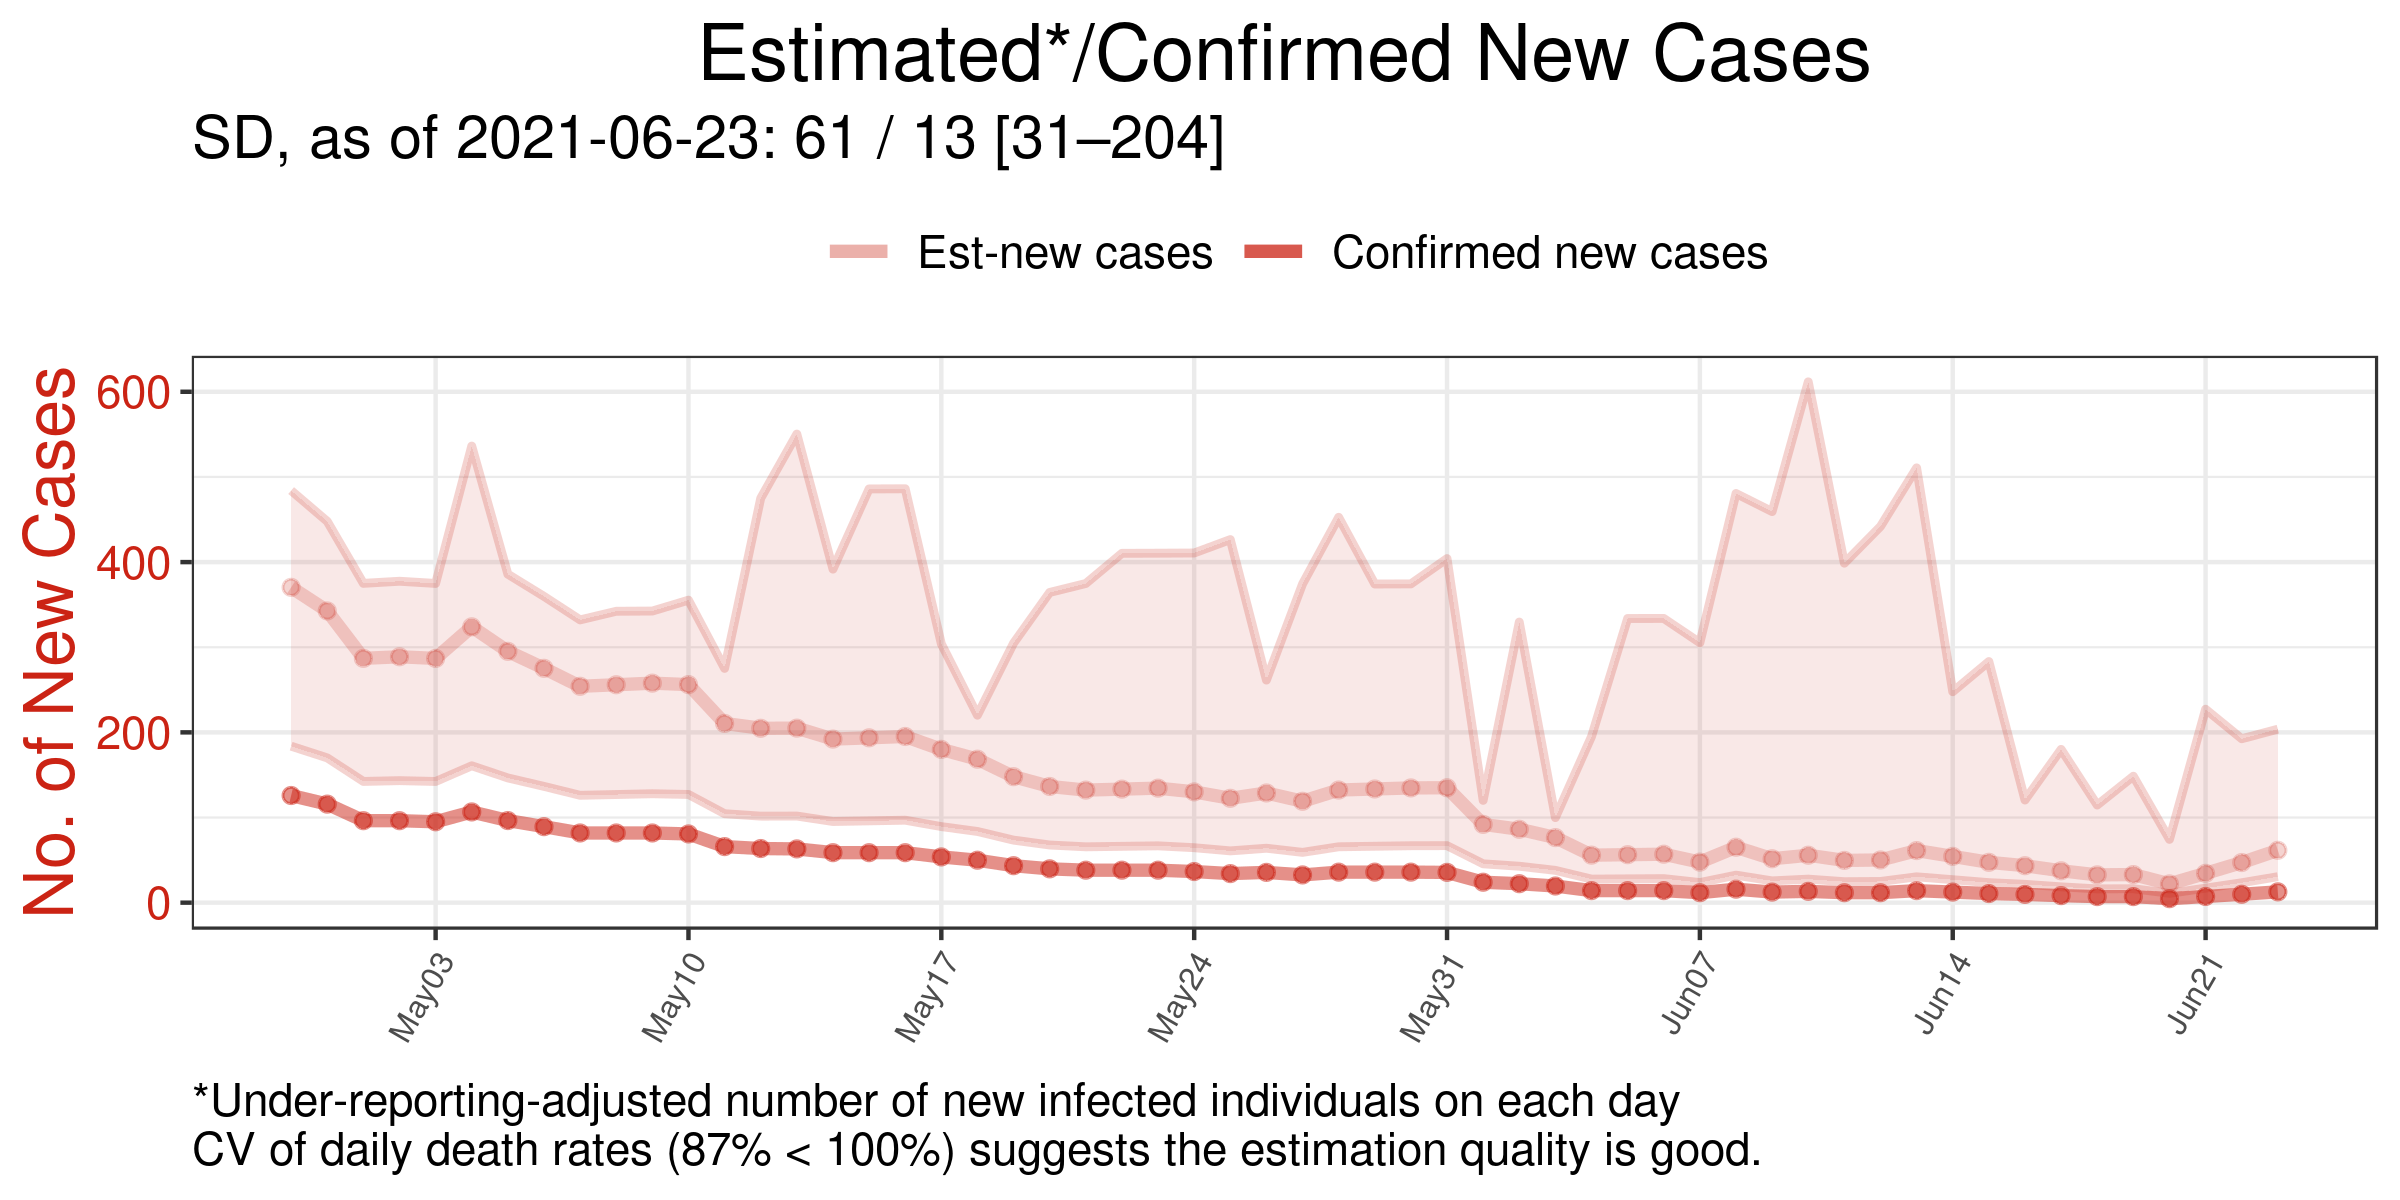 Estimated*/Confirmed New Cases
SD, as of 2021-06-23: 61 / 13 [31–204]
Est-new cases
Confirmed new cases
No. of New Cases
600
400
200
0
May03
May10
May17
May24
May31
Jun07
Jun14
Jun21
*Under-reporting-adjusted number of new infected individuals on each day
CV of daily death rates (87% < 100%) suggests the estimation quality is good.